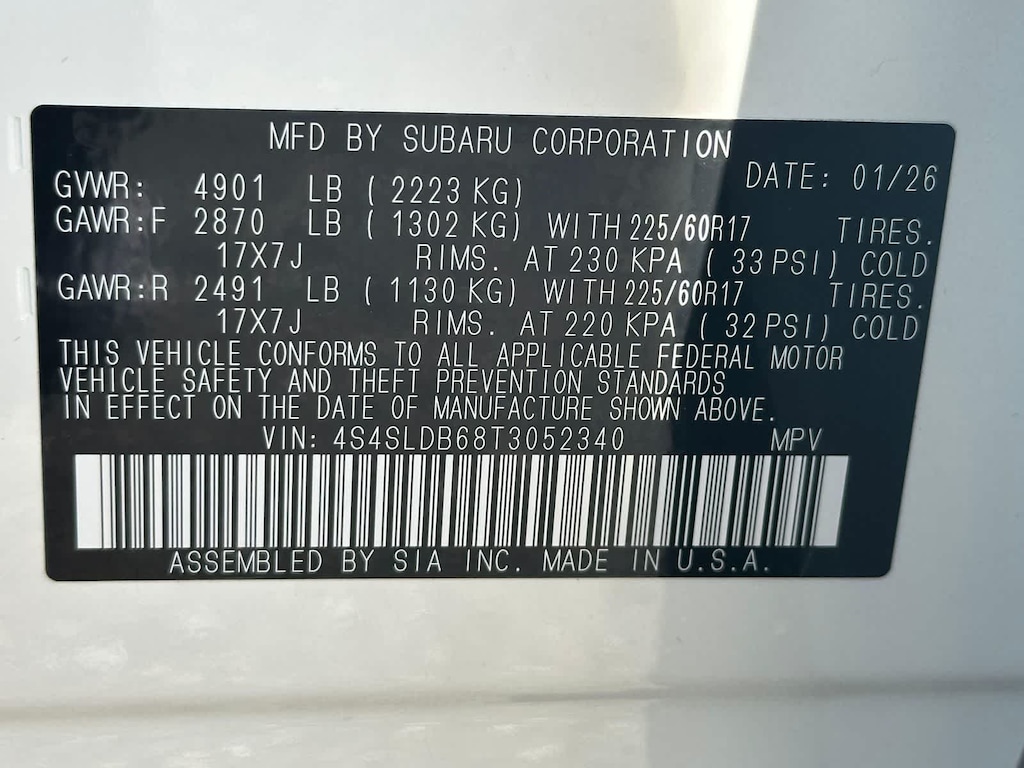 MFD BY SUBARU CORPORATION
DATE: 01/26
GVWR: 4901 LB ( 2223 KG)
GAWR:F 2870 LB ( 1302 KG) WITH 225/60R17 TIRES.
17X7J RIMS. AT 230 KPA ( 33 PSI) COLD
GAWR:R 2491 LB ( 1130 KG) WITH 225/60R17 TIRES.
17X7J RIMS. AT 220 KPA ( 32 PSI) COLD
THIS VEHICLE CONFORMS TO ALL APPLICABLE FEDERAL MOTOR
VEHICLE SAFETY AND THEFT PREVENTION STANDARDS
IN EFFECT ON THE DATE OF MANUFACTURE SHOWN ABOVE.
VIN: 4S4SLDB68T3052340 MPV
ASSEMBLED BY SIA INC. MADE IN U.S.A.